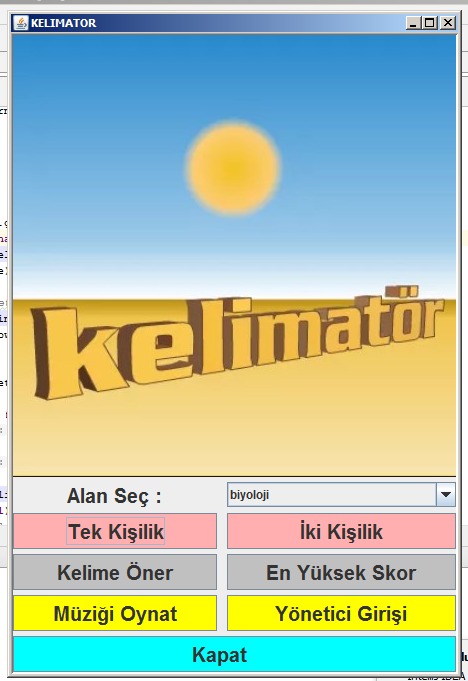 KELIMATOR
kelimatör
Alan Seç :
biyoloji
Tek Kişilik
İki Kişilik
Kelime Öner
En Yüksek Skor
Müziği Oynat
Yönetici Girişi
Kapat